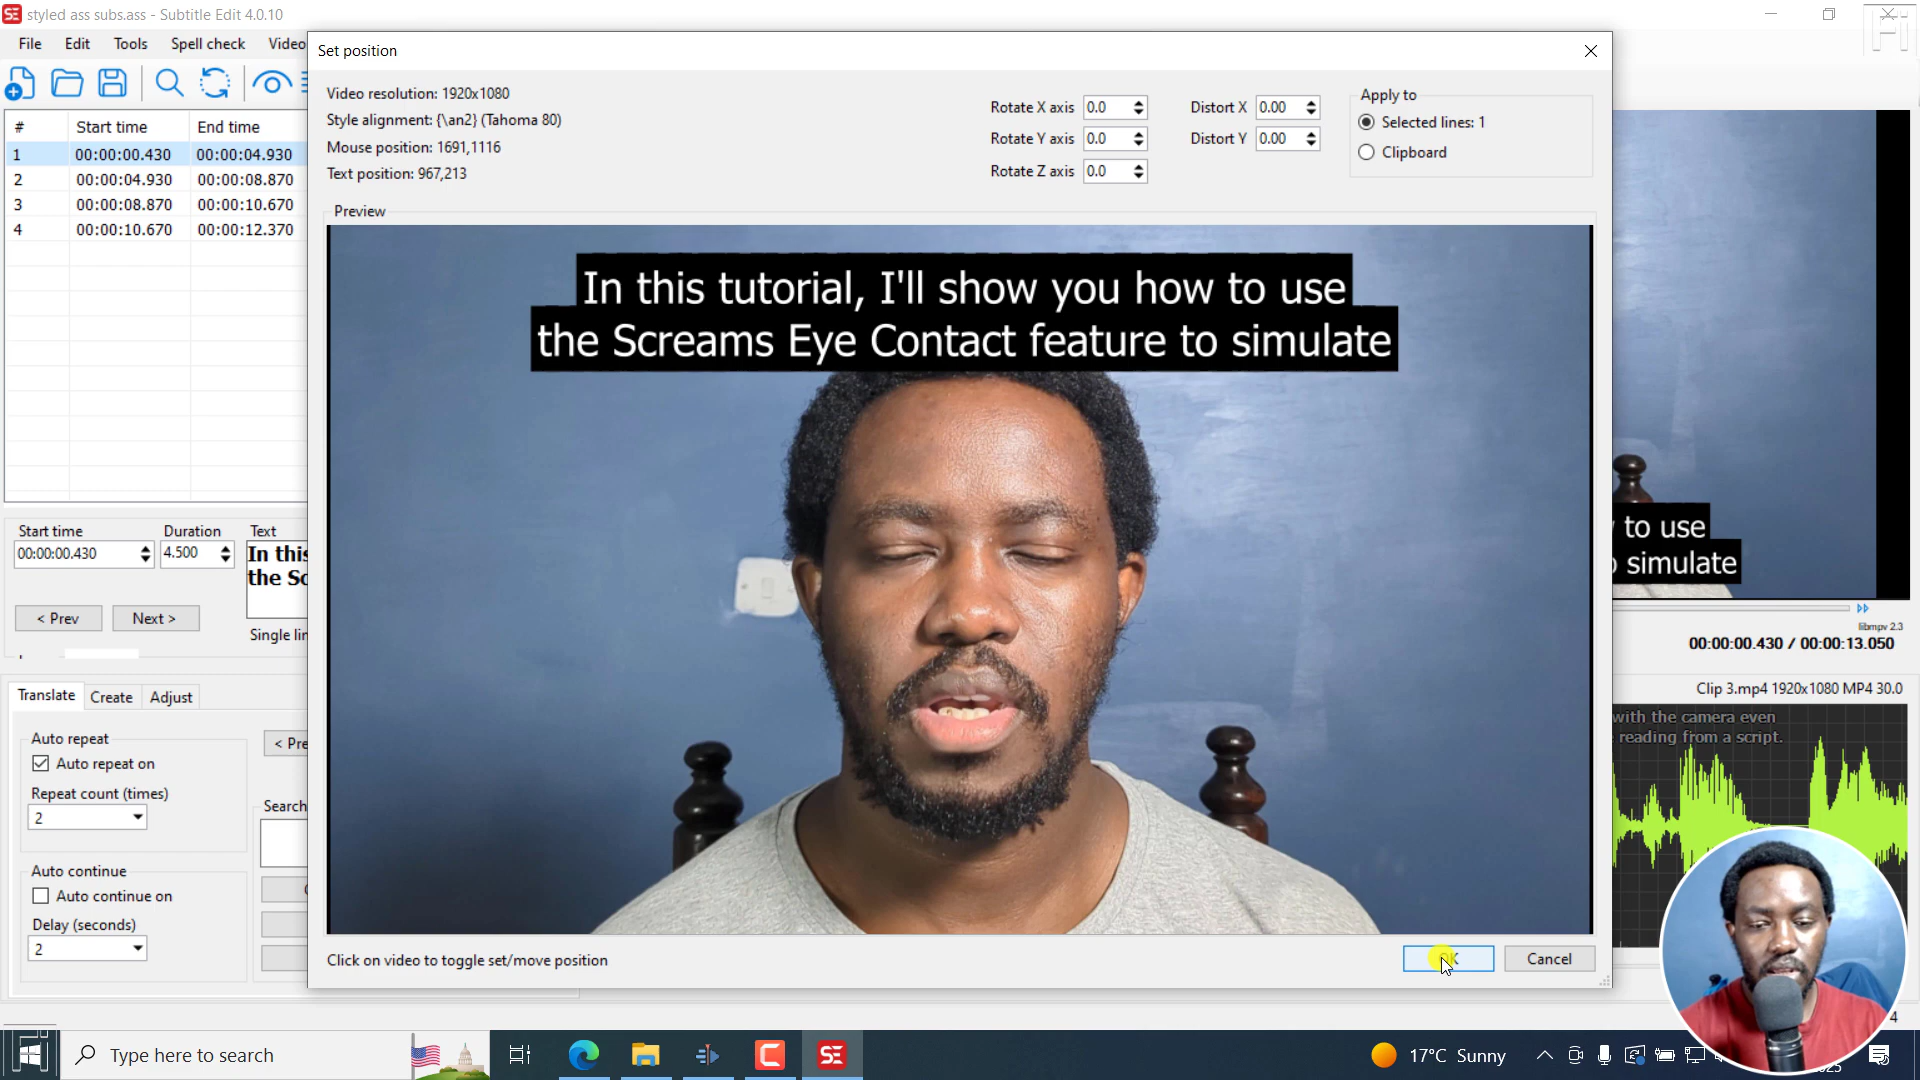 styled ass subs.ass - Subtitle Edit 4.0.10
File Edit Tools Spell check Video
Set position
Video resolution: 1920x1080
Style alignment: {\an2} (Tahoma 80)
Mouse position: 1691,1116
Text position: 967,213
Rotate X axis 0.0
Rotate Y axis 0.0
Rotate Z axis 0.0
Distort X 0.00
Distort Y 0.00
Apply to
Selected lines: 1
Clipboard
# Start time End time
1 00:00:00.430 00:00:04.930
2 00:00:04.930 00:00:08.870
3 00:00:08.870 00:00:10.670
4 00:00:10.670 00:00:12.370
Preview
In this tutorial, I'll show you how to use
the Screams Eye Contact feature to simulate
Click on video to toggle set/move position
OK
Cancel
Start time Duration Text
00:00:00.430 4.500
In this
the Sc
< Prev Next >
Single lin
Translate Create Adjust
Auto repeat
Auto repeat on
Repeat count (times)
2
Auto continue
Auto continue on
Delay (seconds)
2
< Pre
Search
to use
simulate
libmpv 2.3
00:00:00.430 / 00:00:13.050
Clip 3.mp4 1920x1080 MP4 30.0
with the camera even
reading from a script.
4
Type here to search
SE
17°C Sunny